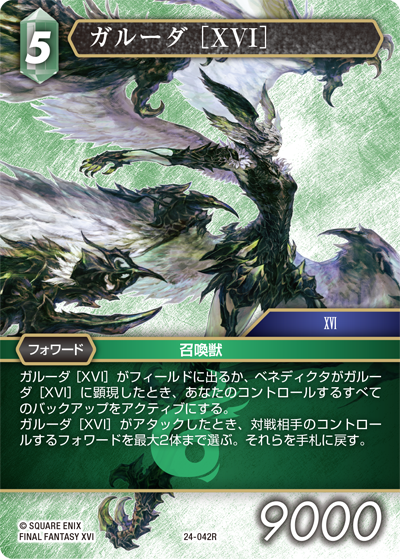 5
ガルーダ［XVI］
XVI
フォワード
召喚獣
ガルーダ［XVI］がフィールドに出るか、ベネディクタがガルー
ダ［XVI］に顕現したとき、あなたのコントロールするすべて
のバックアップをアクティブにする。
ガルーダ［XVI］がアタックしたとき、対戦相手のコントロー
ルするフォワードを最大2体まで選ぶ。それらを手札に戻す。
© SQUARE ENIX
FINAL FANTASY XVI
24-042R
9000